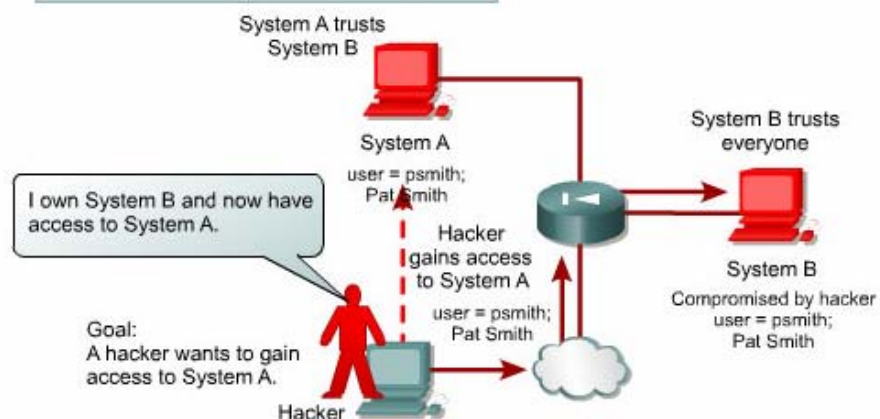 System A trusts
System B
System A
user = psmith;
Pat Smith
System B trusts
everyone
I own System B and now have
access to System A.
Hacker
gains access
to System A
user = psmith;
Pat Smith
System B
Compromised by hacker
user = psmith;
Pat Smith
Goal:
A hacker wants to gain
access to System A.
Hacker